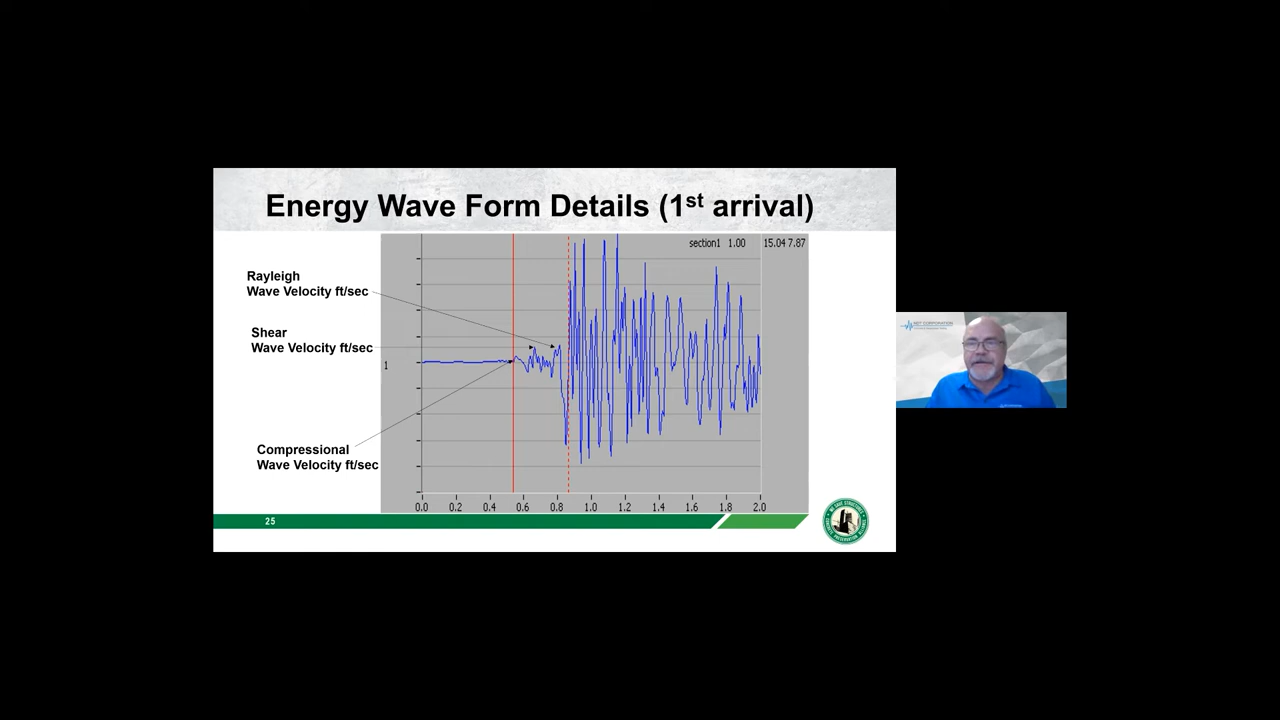 Energy Wave Form Details (1st arrival)
section1 1.00 15.04 7.87
Rayleigh
Wave Velocity ft/sec
Shear
Wave Velocity ft/sec
1
Compressional
Wave Velocity ft/sec
0.0 0.2 0.4 0.6 0.8 1.0 1.2 1.4 1.6 1.8 2.0
25